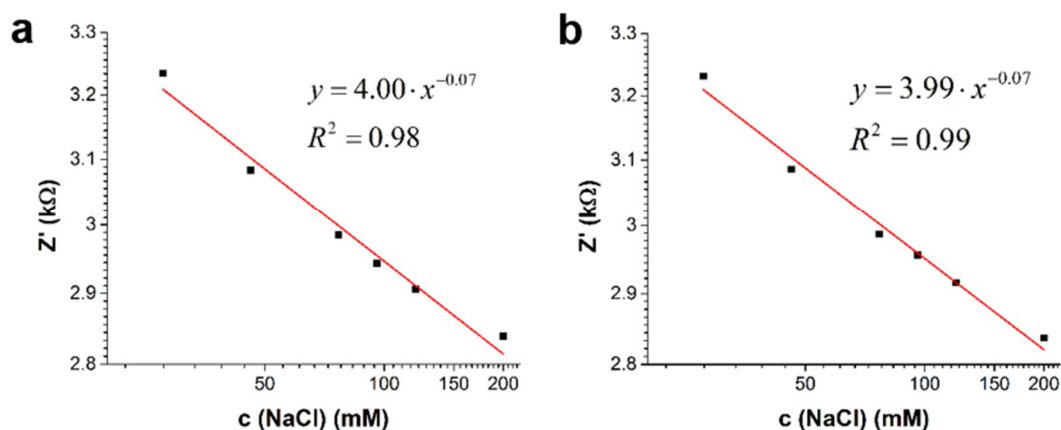 a
3.3
3.2
3.1
3
2.9
2.8
Z' (kΩ)
y = 4.00 · x^−0.07
R² = 0.98
50
100
150
200
c (NaCl) (mM)
b
3.3
3.2
3.1
3
2.9
2.8
Z' (kΩ)
y = 3.99 · x^−0.07
R² = 0.99
50
100
150
200
c (NaCl) (mM)